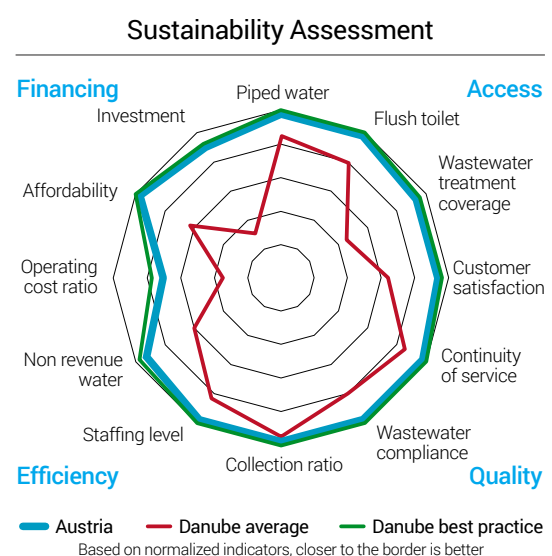 Sustainability Assessment
Financing
Access
Piped water
Investment
Flush toilet
Wastewater
treatment
coverage
Affordability
Operating
cost ratio
Customer
satisfaction
Non revenue
water
Continuity
of service
Staffing level
Wastewater
compliance
Collection ratio
Efficiency
Quality
Austria
Danube average
Danube best practice
Based on normalized indicators, closer to the border is better